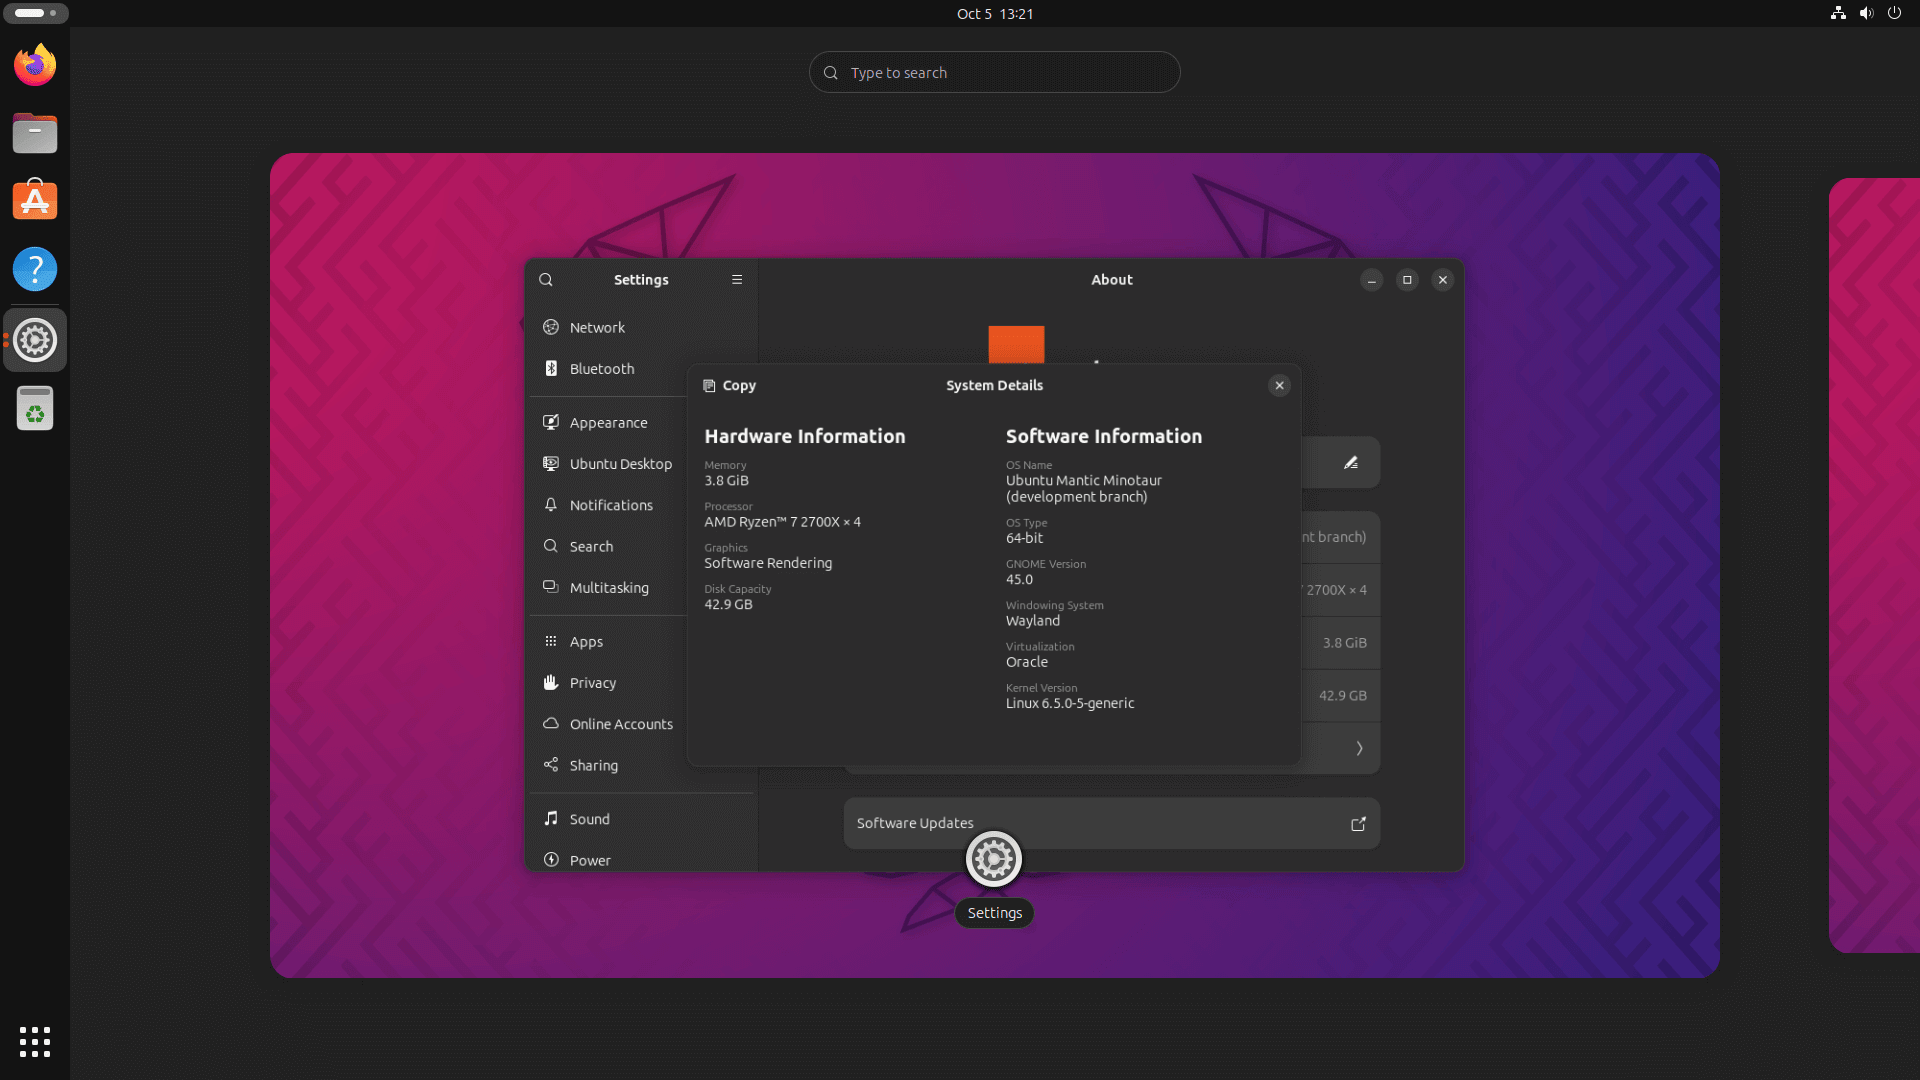 Oct 5 13:21
Type to search
Settings
About
Network
Bluetooth
Appearance
Ubuntu Desktop
Notifications
Search
Multitasking
Apps
Privacy
Online Accounts
Sharing
Sound
Power
Copy
System Details
Hardware Information
Memory
3.8 GiB
Processor
AMD Ryzen™ 7 2700X × 4
Graphics
Software Rendering
Disk Capacity
42.9 GB
Software Information
OS Name
Ubuntu Mantic Minotaur
(development branch)
OS Type
64-bit
GNOME Version
45.0
Windowing System
Wayland
Virtualization
Oracle
Kernel Version
Linux 6.5.0-5-generic
branch)
2700X × 4
3.8 GiB
42.9 GB
Software Updates
Settings